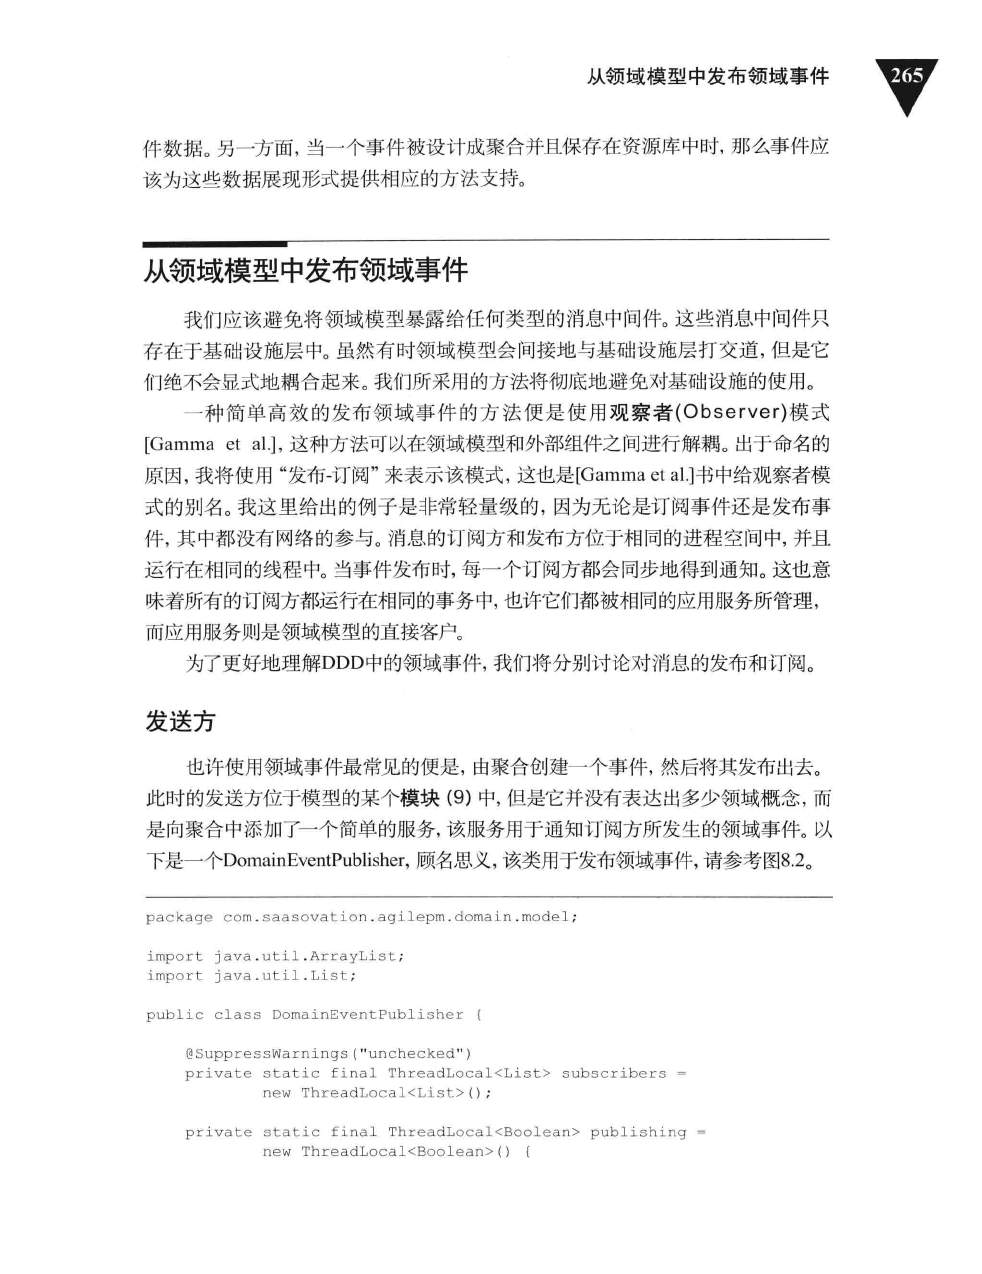 从领域模型中发布领域事件
265
件数据。另一方面,当一个事件被设计成聚合并且保存在资源库中时,那么事件应
该为这些数据展现形式提供相应的方法支持。
从领域模型中发布领域事件
我们应该避免将领域模型暴露给任何类型的消息中间件。这些消息中间件只
存在于基础设施层中。虽然有时领域模型会间接地与基础设施层打交道,但是它
们绝不会显式地耦合起来。我们所采用的方法将彻底地避免对基础设施的使用。
一种简单高效的发布领域事件的方法便是使用观察者(Observer)模式
[Gamma et al.],这种方法可以在领域模型和外部组件之间进行解耦。出于命名的
原因,我将使用“发布-订阅”来表示该模式,这也是[Gamma et al.]书中给观察者模
式的别名。我这里给出的例子是非常轻量级的,因为无论是订阅事件还是发布事
件,其中都没有网络的参与。消息的订阅方和发布方位于相同的进程空间中,并且
运行在相同的线程中。当事件发布时,每一个订阅方都会同步地得到通知。这也意
味着所有的订阅方都运行在相同的事务中,也许它们都被相同的应用服务所管理,
而应用服务则是领域模型的直接客户。
为了更好地理解DDD中的领域事件,我们将分别讨论对消息的发布和订阅。
发送方
也许使用领域事件最常见的便是,由聚合创建一个事件,然后将其发布出去。
此时的发送方位于模型的某个模块 (9) 中,但是它并没有表达出多少领域概念,而
是向聚合中添加了一个简单的服务,该服务用于通知订阅方所发生的领域事件。以
下是一个DomainEventPublisher,顾名思义,该类用于发布领域事件,请参考图8.2。
package com.saasovation.agilepm.domain.model;
import java.util.ArrayList;
import java.util.List;
public class DomainEventPublisher {
@SuppressWarnings("unchecked")
private static final ThreadLocal<List> subscribers =
new ThreadLocal<List>();
private static final ThreadLocal<Boolean> publishing =
new ThreadLocal<Boolean>() {